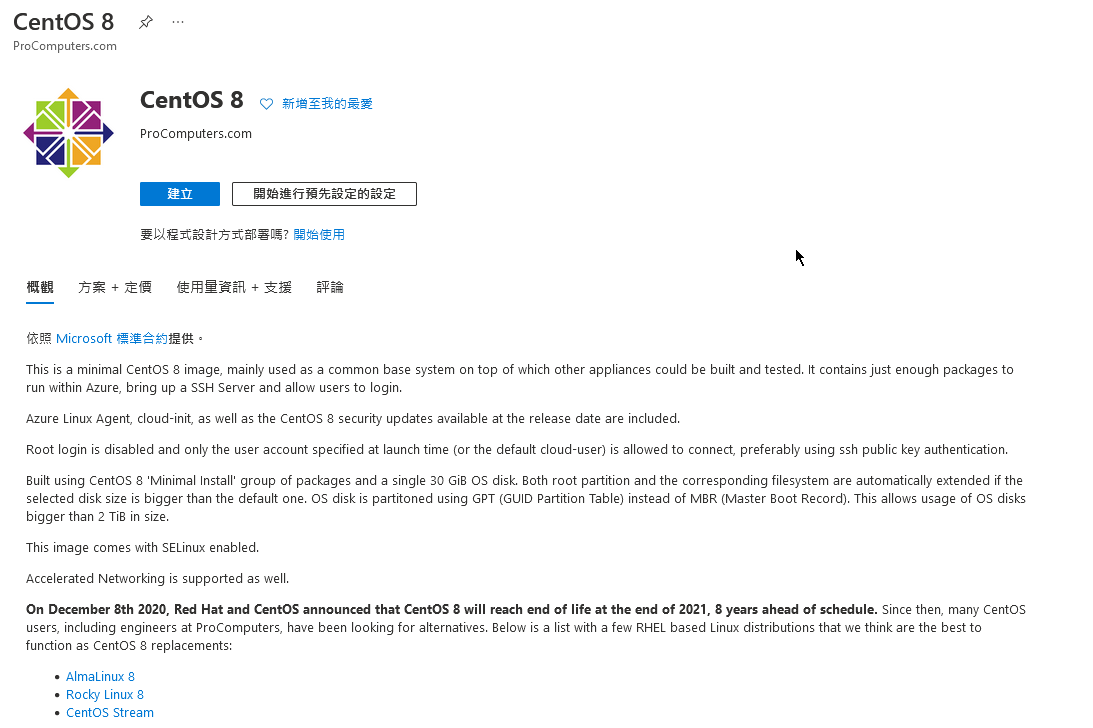 CentOS 8
ProComputers.com
CentOS 8 新增至我的最愛
ProComputers.com
建立 開始進行預先設定的設定
要以程式設計方式部署嗎? 開始使用
概觀 方案 + 定價 使用量資訊 + 支援 評論
依照 Microsoft 標準合約提供。
This is a minimal CentOS 8 image, mainly used as a common base system on top of which other appliances could be built and tested. It contains just enough packages to
run within Azure, bring up a SSH Server and allow users to login.
Azure Linux Agent, cloud-init, as well as the CentOS 8 security updates available at the release date are included.
Root login is disabled and only the user account specified at launch time (or the default cloud-user) is allowed to connect, preferably using ssh public key authentication.
Built using CentOS 8 'Minimal Install' group of packages and a single 30 GiB OS disk. Both root partition and the corresponding filesystem are automatically extended if the
selected disk size is bigger than the default one. OS disk is partitoned using GPT (GUID Partition Table) instead of MBR (Master Boot Record). This allows usage of OS disks
bigger than 2 TiB in size.
This image comes with SELinux enabled.
Accelerated Networking is supported as well.
On December 8th 2020, Red Hat and CentOS announced that CentOS 8 will reach end of life at the end of 2021, 8 years ahead of schedule. Since then, many CentOS
users, including engineers at ProComputers, have been looking for alternatives. Below is a list with a few RHEL based Linux distributions that we think are the best to
function as CentOS 8 replacements:
• AlmaLinux 8
• Rocky Linux 8
• CentOS Stream